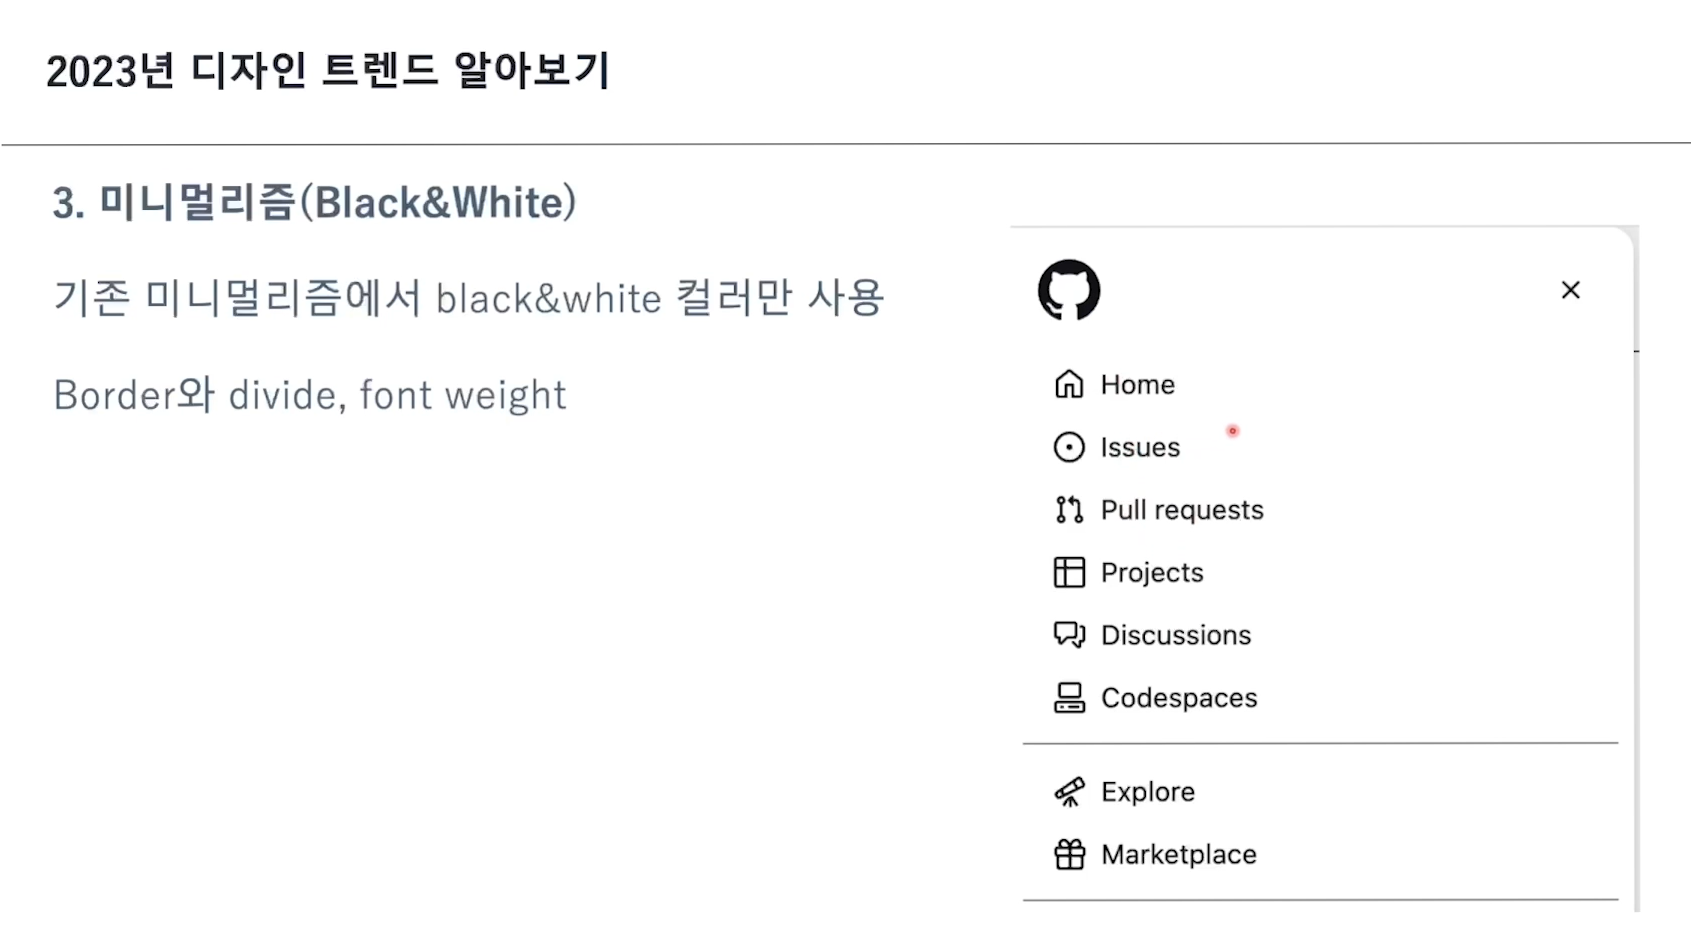 2023년 디자인 트렌드 알아보기
3. 미니멀리즘(Black&White)
기존 미니멀리즘에서 black&white 컬러만 사용
Border와 divide, font weight
Home
Issues
Pull requests
Projects
Discussions
Codespaces
Explore
Marketplace